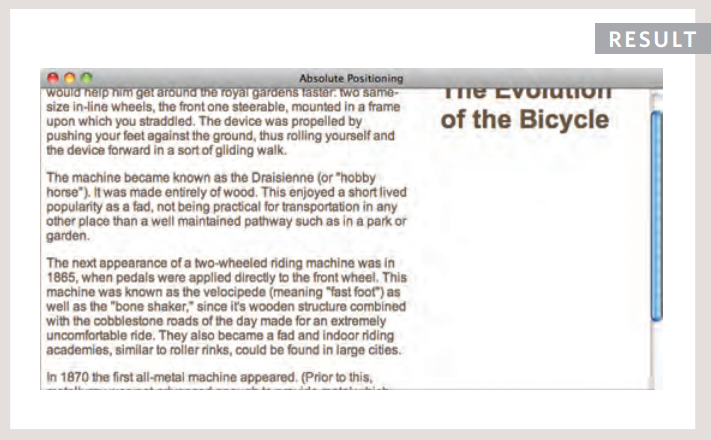 RESULT
Absolute Positioning
would help him get around the royal gardens faster: two same-
size in-line wheels, the front one steerable, mounted in a frame
upon which you straddled. The device was propelled by
pushing your feet against the ground, thus rolling yourself and
the device forward in a sort of gliding walk.
The machine became known as the Draisienne (or "hobby
horse"). It was made entirely of wood. This enjoyed a short lived
popularity as a fad, not being practical for transportation in any
other place than a well maintained pathway such as in a park or
garden.
The next appearance of a two-wheeled riding machine was in
1865, when pedals were applied directly to the front wheel. This
machine was known as the velocipede (meaning "fast foot") as
well as the "bone shaker," since it's wooden structure combined
with the cobblestone roads of the day made for an extremely
uncomfortable ride. They also became a fad and indoor riding
academies, similar to roller rinks, could be found in large cities.
In 1870 the first all-metal machine appeared. (Prior to this,
The Evolution
of the Bicycle